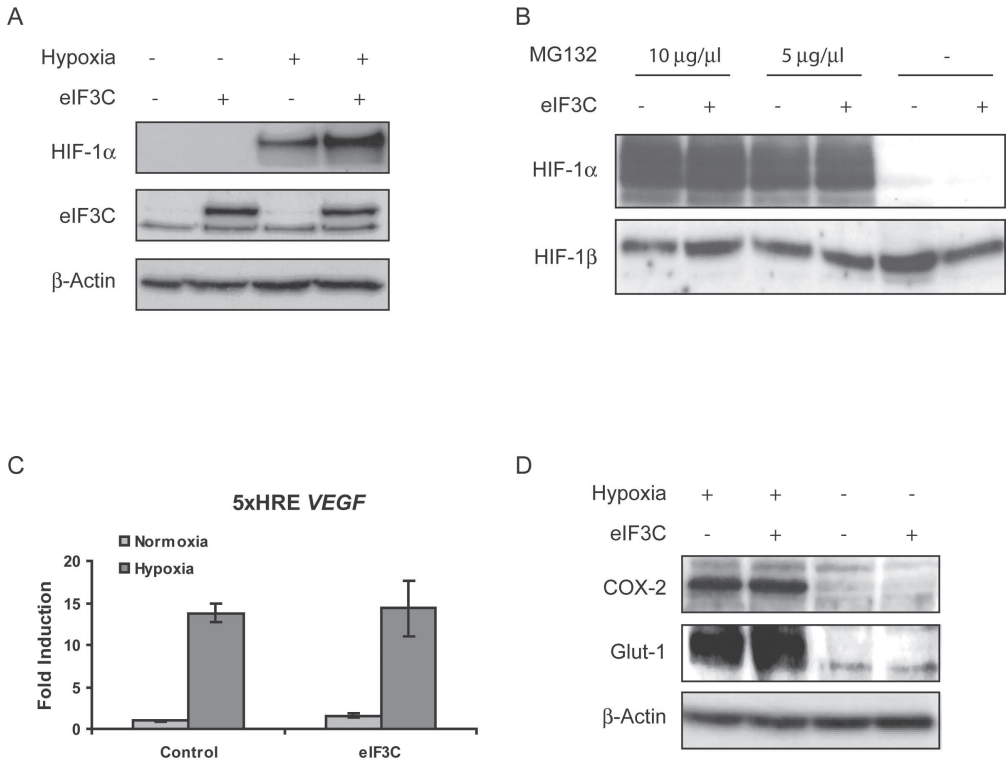 A
Hypoxia - - + +
eIF3C - + - +
HIF-1α
eIF3C
β-Actin
B
MG132 10 µg/µl 5 µg/µl -
eIF3C - + - + - +
HIF-1α
HIF-1β
C
5xHRE VEGF
Normoxia
Hypoxia
Fold Induction
20
15
10
5
0
Control eIF3C
D
Hypoxia + + - -
eIF3C - + - +
COX-2
Glut-1
β-Actin